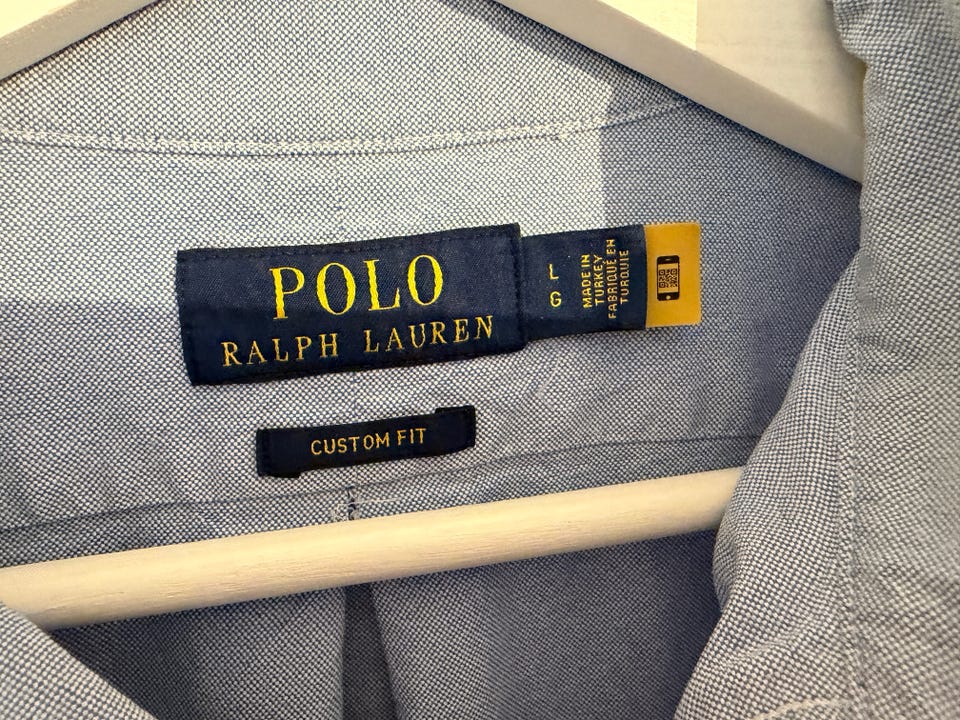 POLO
RALPH LAUREN
L
G
MADE IN
TURKEY
FABRIQUÉ EN
TURQUIE
CUSTOM FIT